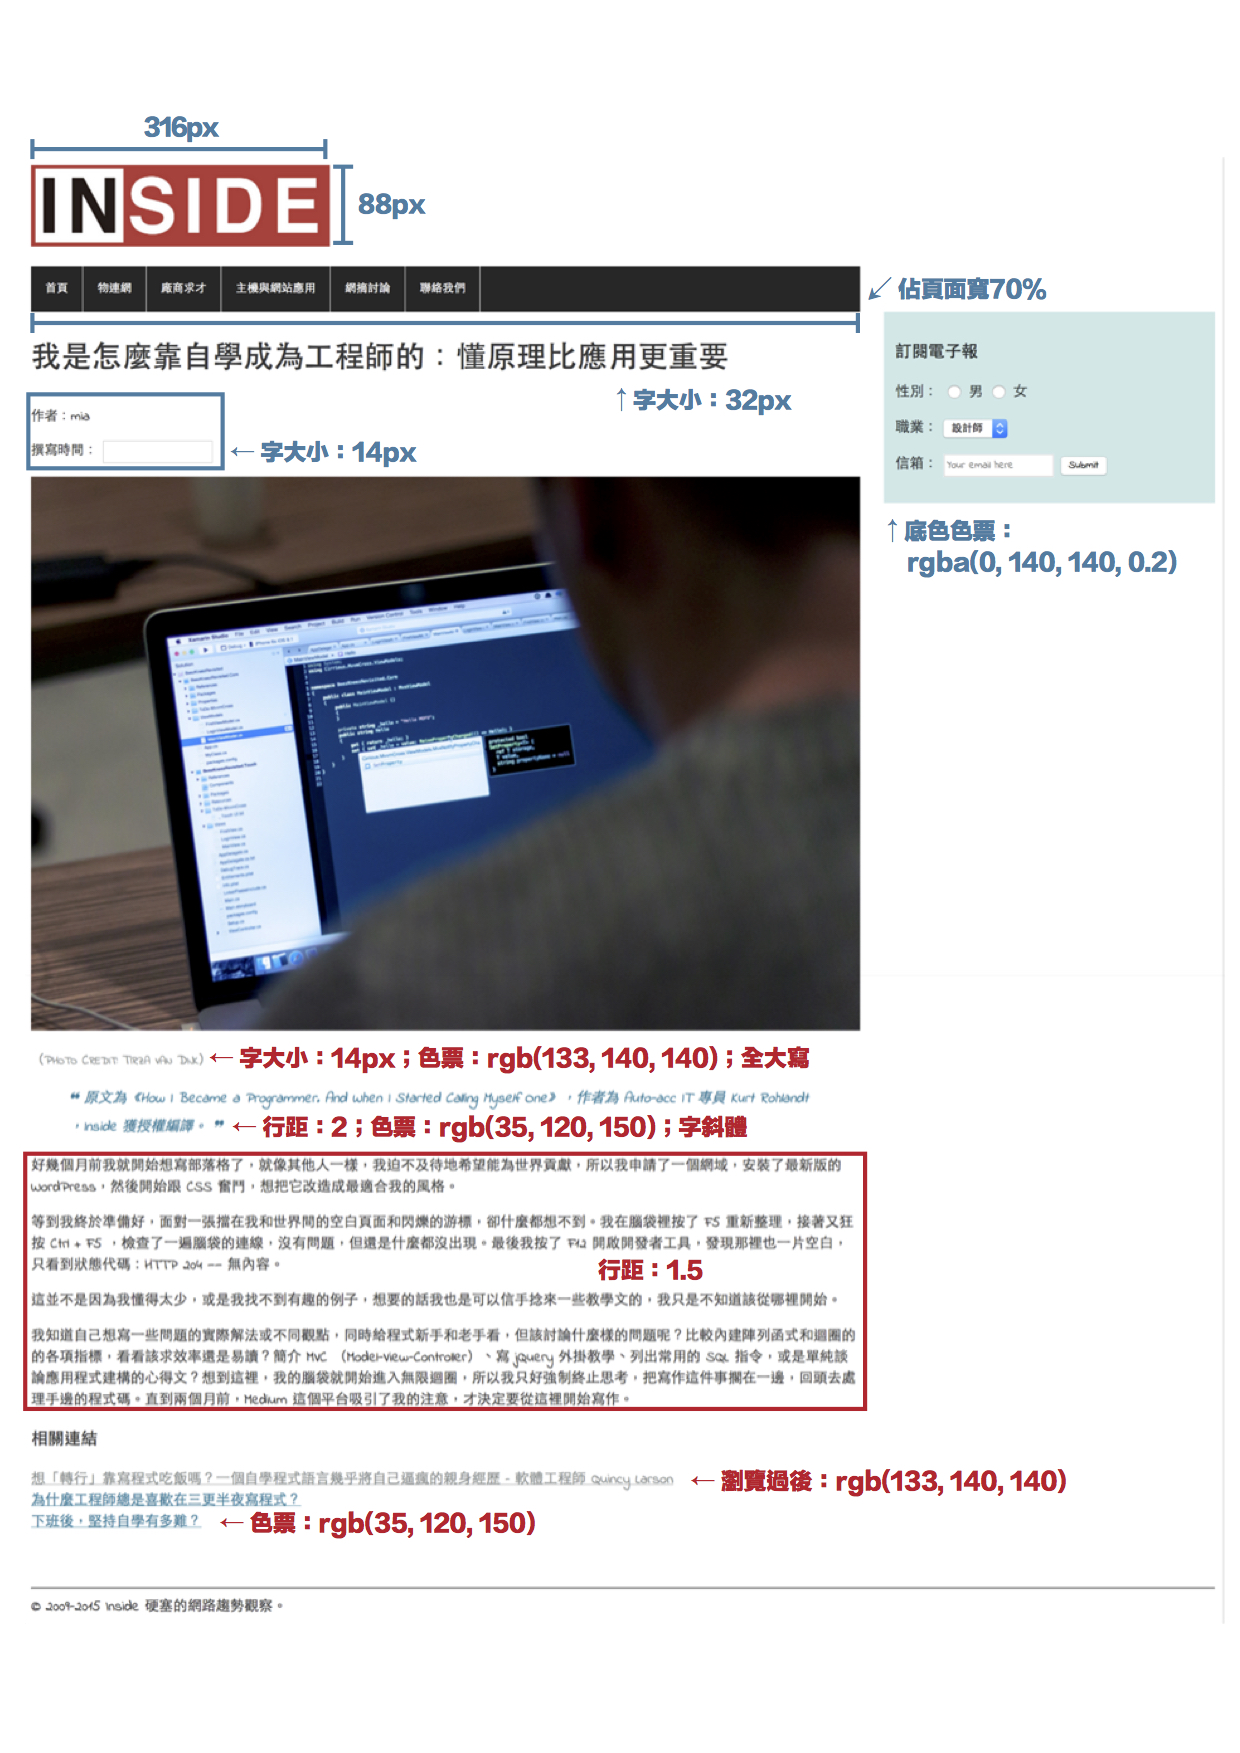 316px
INSIDE
88px
首頁 物連網 廠商求才 主機與網站應用 網摘討論 聯絡我們
佔頁面寬70%
我是怎麼靠自學成為工程師的：懂原理比應用更重要
↑字大小：32px
作者：mia
撰寫時間：
← 字大小：14px
訂閱電子報
性別： 男 女
職業： 設計師
信箱： Your email here Submit
↑底色色票：
rgba(0, 140, 140, 0.2)
(PHOTO CREDIT: TIRZA VAN DIJK) ← 字大小：14px；色票：rgb(133, 140, 140)；全大寫
❝ 原文為《How I Became a Programmer. And when I Started Calling Myself One》，作者為 Auto-acc IT 專員 Kurt Rohlandt
，Inside 獲授權編譯。 ❞ ← 行距：2；色票：rgb(35, 120, 150)；字斜體
好幾個月前我就開始想寫部落格了，就像其他人一樣，我迫不及待地希望能為世界貢獻，所以我申請了一個網域，安裝了最新版的
WordPress，然後開始跟 CSS 奮鬥，想把它改造成最適合我的風格。
等到我終於準備好，面對一張擋在我和世界間的空白頁面和閃爍的游標，卻什麼都想不到。我在腦袋裡按了 F5 重新整理，接著又狂
按 Ctrl + F5 ，檢查了一遍腦袋的連線，沒有問題，但還是什麼都沒出現。最後我按了 F12 開啟開發者工具，發現那裡也一片空白，
只看到狀態代碼：HTTP 204 -- 無內容。
行距：1.5
這並不是因為我懂得太少，或是我找不到有趣的例子，想要的話我也是可以信手捻來一些教學文的，我只是不知道該從哪裡開始。
我知道自己想寫一些問題的實際解法或不同觀點，同時給程式新手和老手看，但該討論什麼樣的問題呢？比較內建陣列函式和迴圈的
的各項指標，看看該求效率還是易讀？簡介 MVC （Model-View-Controller）、寫 jQuery 外掛教學、列出常用的 SQL 指令，或是單純談
論應用程式建構的心得文？想到這裡，我的腦袋就開始進入無限迴圈，所以我只好強制終止思考，把寫作這件事擱在一邊，回頭去處
理手邊的程式碼。直到兩個月前，Medium 這個平台吸引了我的注意，才決定要從這裡開始寫作。
相關連結
想「轉行」靠寫程式吃飯嗎？一個自學程式語言幾乎將自己逼瘋的親身經歷 - 軟體工程師 Quincy Larson ← 瀏覽過後：rgb(133, 140, 140)
為什麼工程師總是喜歡在三更半夜寫程式？
下班後，堅持自學有多難？ ← 色票：rgb(35, 120, 150)
© 2009-2015 Inside 硬塞的網路趨勢觀察。